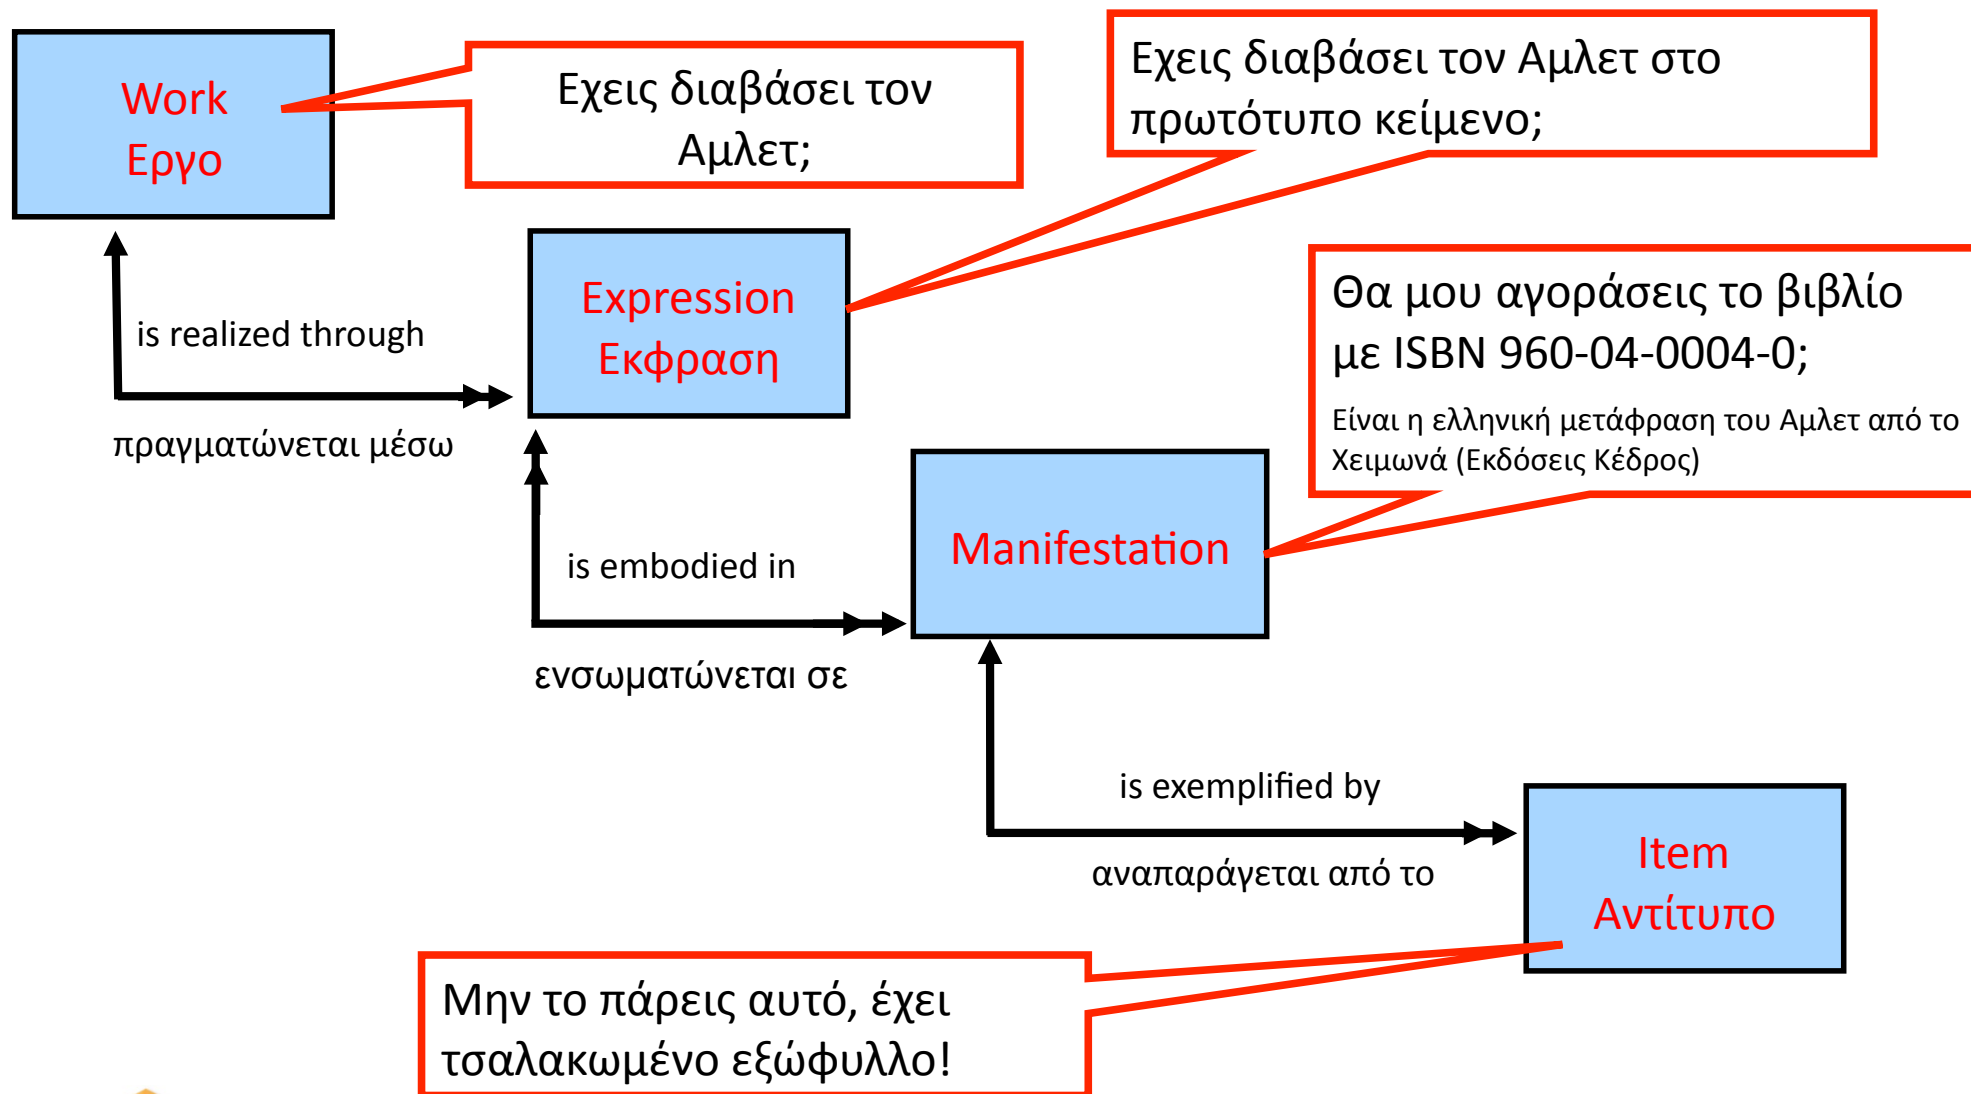 Work
Εργο
Εχεις διαβάσει τον
Αμλετ;
Εχεις διαβάσει τον Αμλετ στο
πρωτότυπο κείμενο;
is realized through
πραγματώνεται μέσω
Expression
Εκφραση
Θα μου αγοράσεις το βιβλίο
με ISBN 960-04-0004-0;
Είναι η ελληνική μετάφραση του Αμλετ από το
Χειμωνά (Εκδόσεις Κέδρος)
is embodied in
ενσωματώνεται σε
Manifestation
is exemplified by
αναπαράγεται από το
Item
Αντίτυπο
Μην το πάρεις αυτό, έχει
τσαλακωμένο εξώφυλλο!